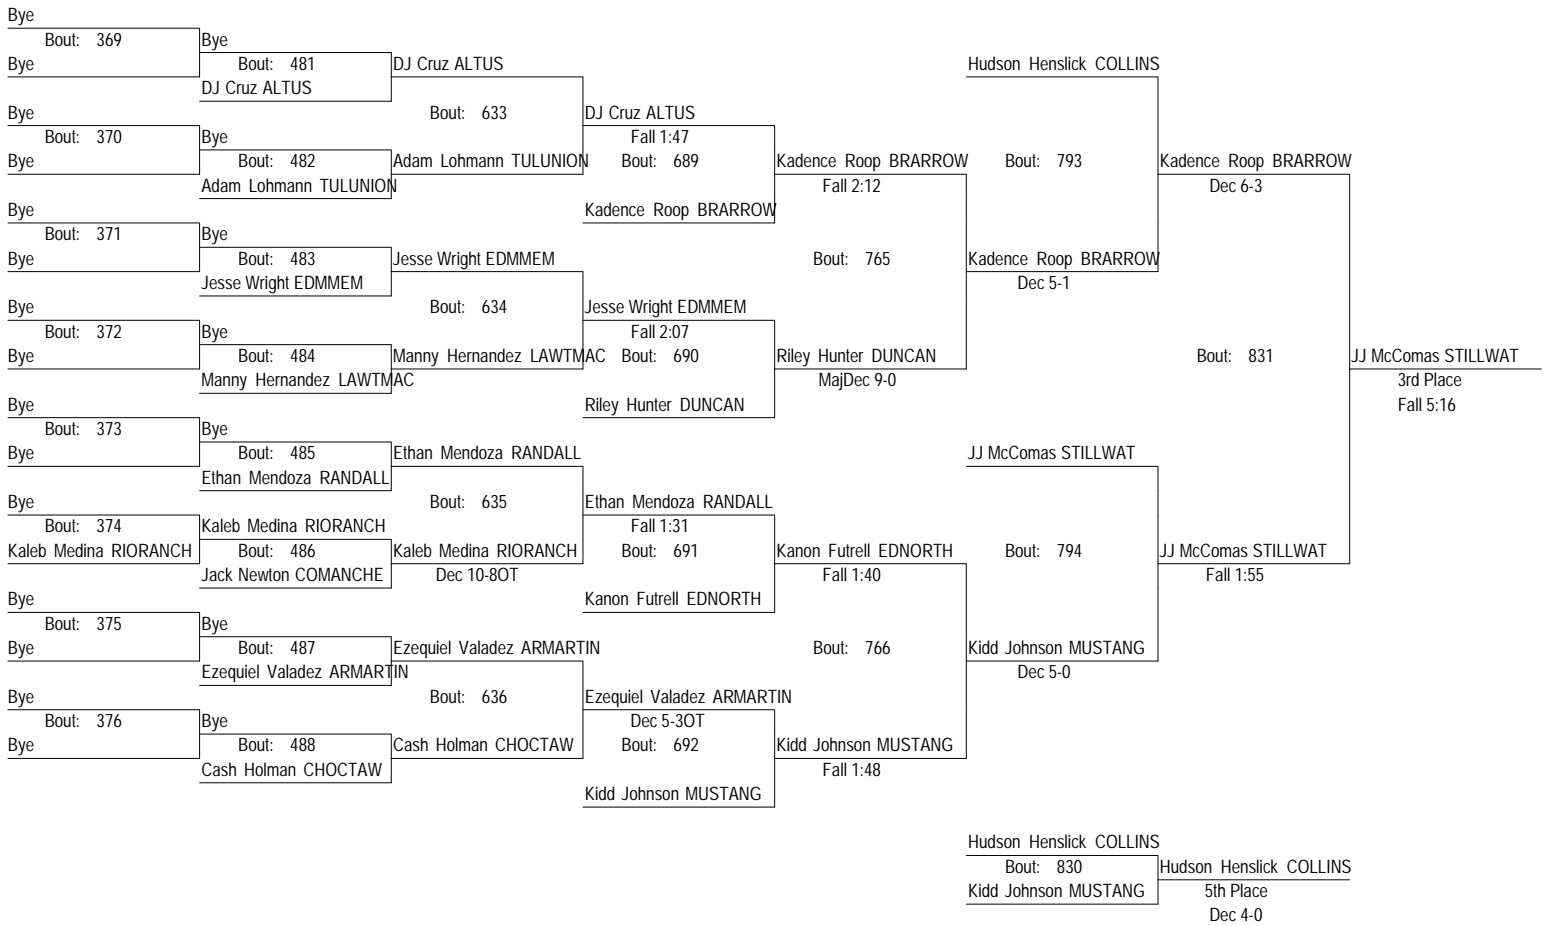 Bye
Bout: 369
Bye
Bye
Bout: 481
DJ Cruz ALTUS
DJ Cruz ALTUS
Hudson Henslick COLLINS
Bye
Bout: 633
DJ Cruz ALTUS
Bout: 370
Bye
Fall 1:47
Bye
Bout: 482
Adam Lohmann TULUNION
Bout: 689
Kadence Roop BRARROW
Bout: 793
Kadence Roop BRARROW
Adam Lohmann TULUNION
Fall 2:12
Dec 6-3
Bye
Kadence Roop BRARROW
Bout: 371
Bye
Bye
Bout: 483
Jesse Wright EDMMEM
Bout: 765
Kadence Roop BRARROW
Jesse Wright EDMMEM
Dec 5-1
Bye
Bout: 634
Jesse Wright EDMMEM
Bout: 372
Bye
Fall 2:07
Bye
Bout: 484
Manny Hernandez LAWTMAC
Bout: 690
Riley Hunter DUNCAN
Bout: 831
JJ McComas STILLWAT
Manny Hernandez LAWTMAC
MajDec 9-0
3rd Place
Bye
Riley Hunter DUNCAN
Fall 5:16
Bout: 373
Bye
Bye
Bout: 485
Ethan Mendoza RANDALL
JJ McComas STILLWAT
Ethan Mendoza RANDALL
Bye
Bout: 635
Ethan Mendoza RANDALL
Bout: 374
Kaleb Medina RIORANCH
Fall 1:31
Kaleb Medina RIORANCH
Bout: 486
Kaleb Medina RIORANCH
Bout: 691
Kanon Futrell EDNORTH
Bout: 794
JJ McComas STILLWAT
Jack Newton COMANCHE
Dec 10-8OT
Fall 1:40
Fall 1:55
Bye
Kanon Futrell EDNORTH
Bout: 375
Bye
Bye
Bout: 487
Ezequiel Valadez ARMARTIN
Bout: 766
Kidd Johnson MUSTANG
Ezequiel Valadez ARMARTIN
Dec 5-0
Bye
Bout: 636
Ezequiel Valadez ARMARTIN
Bout: 376
Bye
Dec 5-3OT
Bye
Bout: 488
Cash Holman CHOCTAW
Bout: 692
Kidd Johnson MUSTANG
Cash Holman CHOCTAW
Fall 1:48
Kidd Johnson MUSTANG
Hudson Henslick COLLINS
Bout: 830
Hudson Henslick COLLINS
Kidd Johnson MUSTANG
5th Place
Dec 4-0